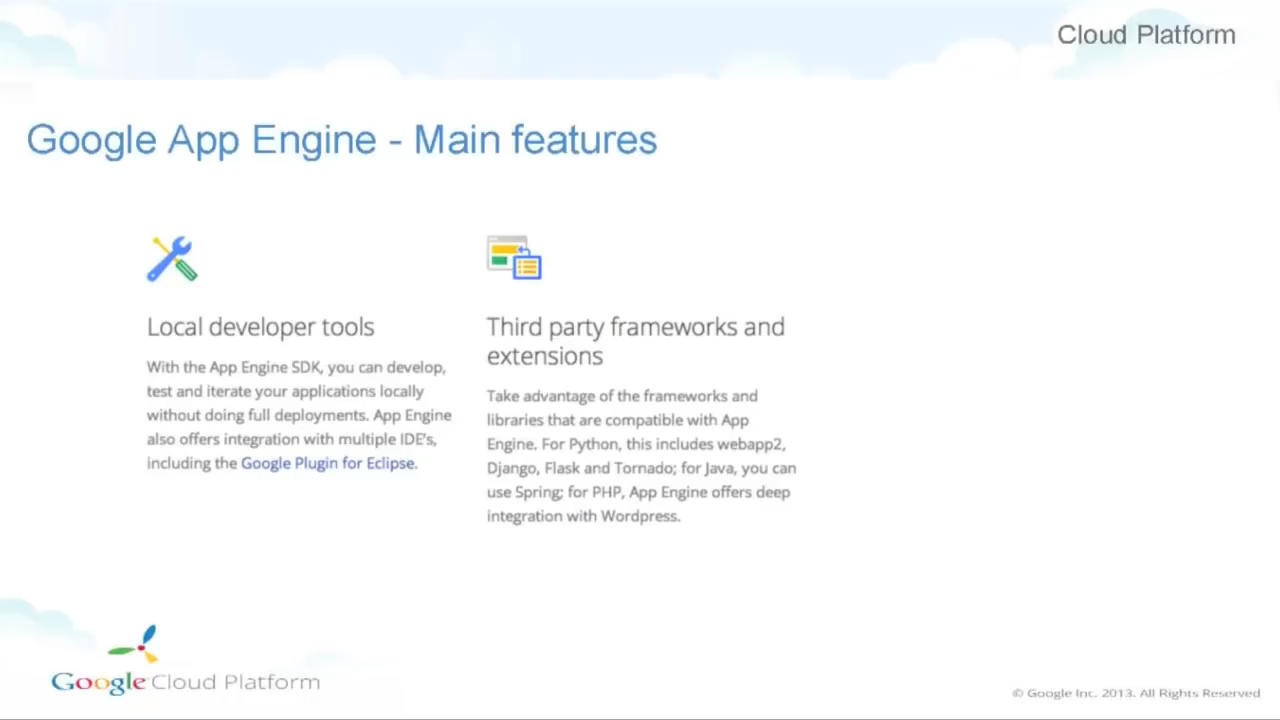 Cloud Platform
Google App Engine - Main features
Local developer tools
With the App Engine SDK, you can develop,
test and iterate your applications locally
without doing full deployments. App Engine
also offers integration with multiple IDE's,
including the Google Plugin for Eclipse.
Third party frameworks and
extensions
Take advantage of the frameworks and
libraries that are compatible with App
Engine. For Python, this includes webapp2,
Django, Flask and Tornado; for Java, you can
use Spring; for PHP, App Engine offers deep
integration with Wordpress.
Google Cloud Platform
© Google Inc. 2013. All Rights Reserved